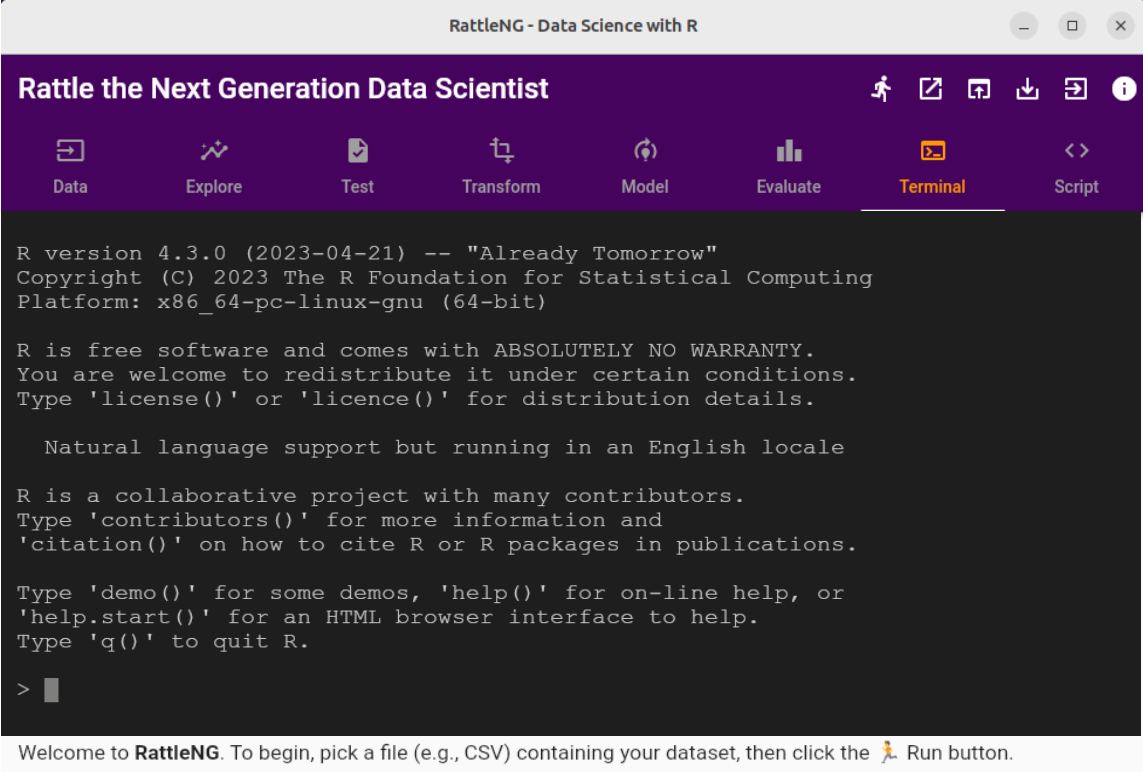 RattleNG - Data Science with R
Rattle the Next Generation Data Scientist
Data Explore Test Transform Model Evaluate Terminal Script
R version 4.3.0 (2023-04-21) -- "Already Tomorrow"
Copyright (C) 2023 The R Foundation for Statistical Computing
Platform: x86_64-pc-linux-gnu (64-bit)
R is free software and comes with ABSOLUTELY NO WARRANTY.
You are welcome to redistribute it under certain conditions.
Type 'license()' or 'licence()' for distribution details.
Natural language support but running in an English locale
R is a collaborative project with many contributors.
Type 'contributors()' for more information and
'citation()' on how to cite R or R packages in publications.
Type 'demo()' for some demos, 'help()' for on-line help, or
'help.start()' for an HTML browser interface to help.
Type 'q()' to quit R.
>
Welcome to RattleNG. To begin, pick a file (e.g., CSV) containing your dataset, then click the 🏃 Run button.